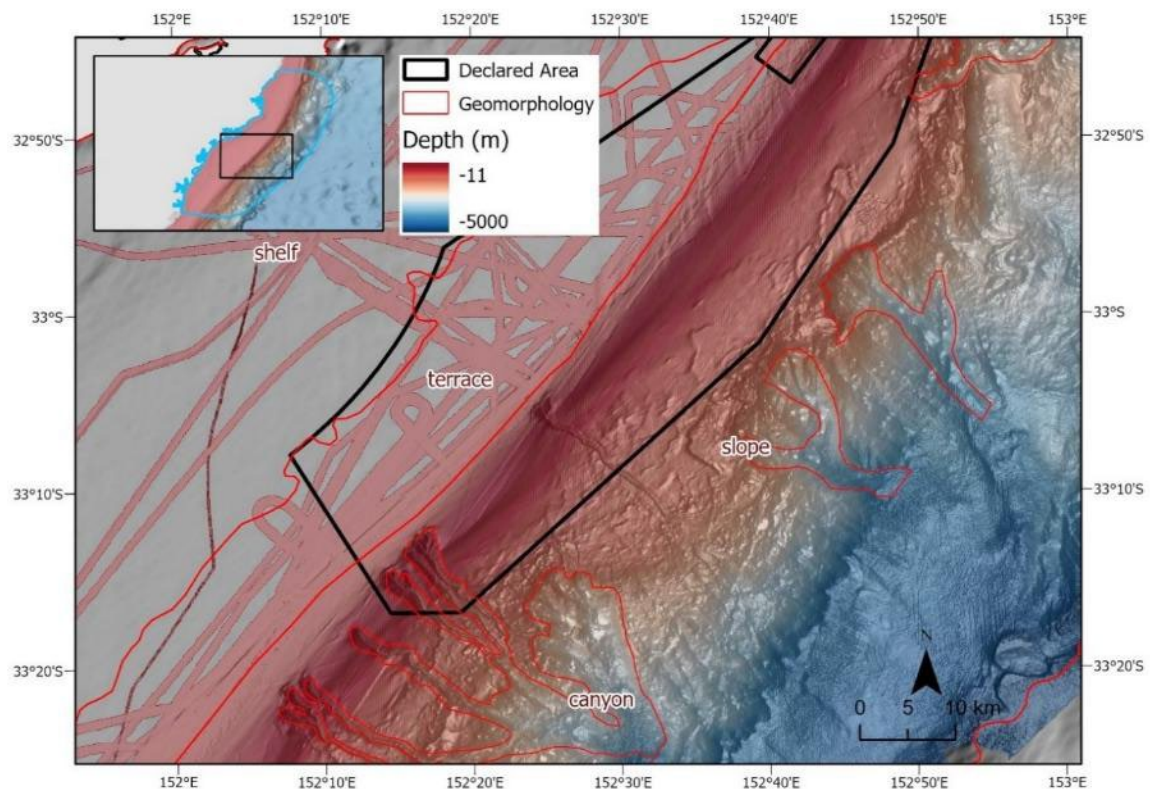 152°E 152°10'E 152°20'E 152°30'E 152°40'E 152°50'E 153°E
Declared Area
Geomorphology
Depth (m)
-11
-5000
32°50'S 32°50'S
shelf
33°S 33°S
terrace
slope
33°10'S 33°10'S
N
33°20'S 33°20'S
canyon
0 5 10 km
152°E 152°10'E 152°20'E 152°30'E 152°40'E 152°50'E 153°E